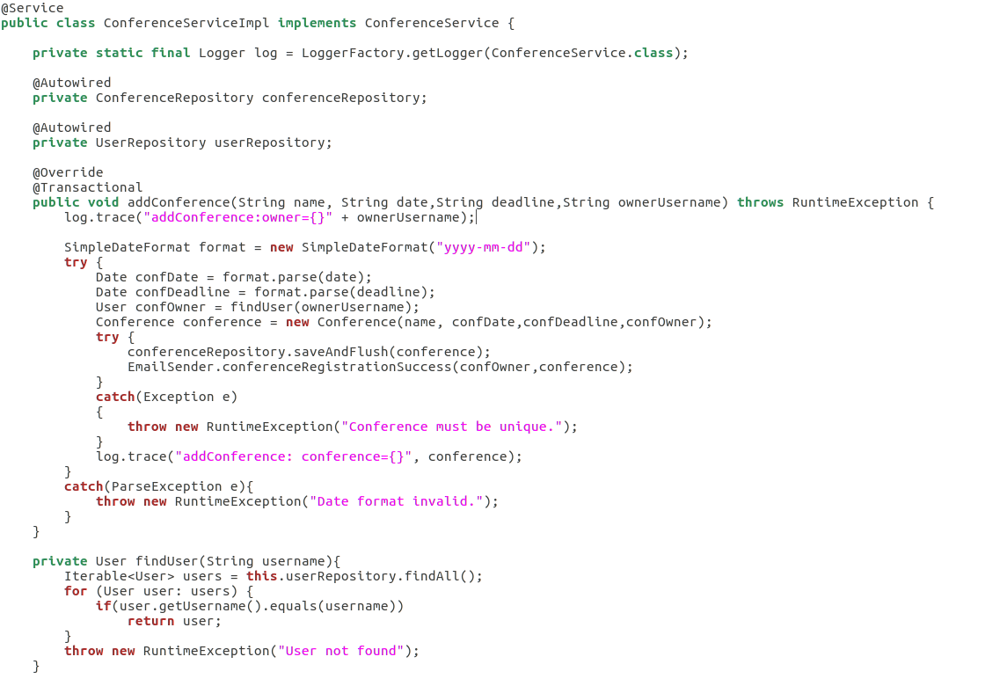 @Service
public class ConferenceServiceImpl implements ConferenceService {
    private static final Logger log = LoggerFactory.getLogger(ConferenceService.class);
    @Autowired
    private ConferenceRepository conferenceRepository;
    @Autowired
    private UserRepository userRepository;
    @Override
    @Transactional
    public void addConference(String name, String date,String deadline,String ownerUsername) throws RuntimeException {
        log.trace("addConference:owner={}" + ownerUsername);
        SimpleDateFormat format = new SimpleDateFormat("yyyy-mm-dd");
        try {
            Date confDate = format.parse(date);
            Date confDeadline = format.parse(deadline);
            User confOwner = findUser(ownerUsername);
            Conference conference = new Conference(name, confDate,confDeadline,confOwner);
            try {
                conferenceRepository.saveAndFlush(conference);
                EmailSender.conferenceRegistrationSuccess(confOwner,conference);
            }
            catch(Exception e)
            {
                throw new RuntimeException("Conference must be unique.");
            }
            log.trace("addConference: conference={}", conference);
        }
        catch(ParseException e){
            throw new RuntimeException("Date format invalid.");
        }
    }
    private User findUser(String username){
        Iterable<User> users = this.userRepository.findAll();
        for (User user: users) {
            if(user.getUsername().equals(username))
                return user;
        }
        throw new RuntimeException("User not found");
    }